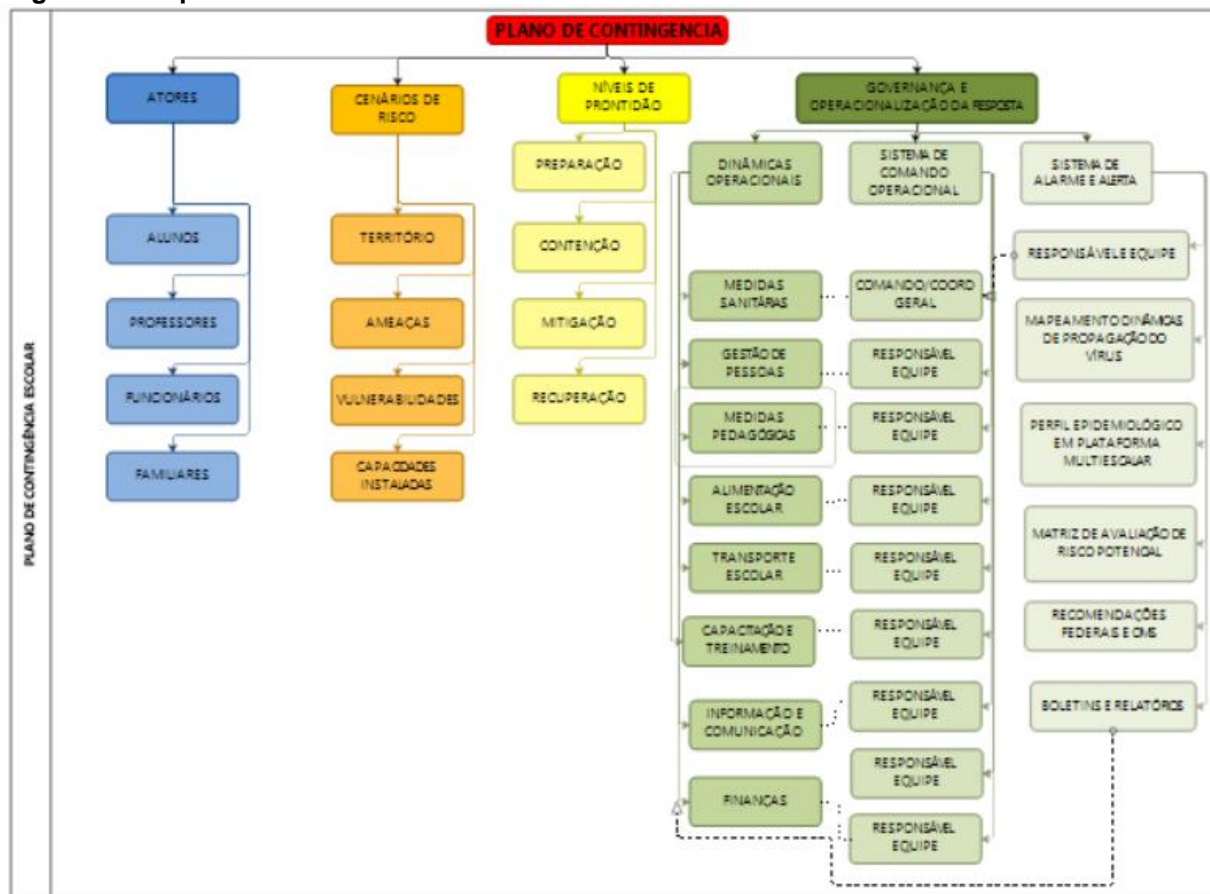 PLANO DE CONTINGENCIA
PLANO DE CONTINGÊNCIA ESCOLAR
ATORES
ALUNOS
PROFESSORES
FUNCIONÁRIOS
FAMILIARES
CENÁRIOS DE
RISCO
TERRITÓRIO
AMEAÇAS
VULNERABILIDADES
CAPACIDADES
INSTALADAS
NÍVEIS DE
PRONTIDÃO
PREPARAÇÃO
CONTENÇÃO
MITIGAÇÃO
RECUPERAÇÃO
GOVERNANÇA E
OPERACIONALIZAÇÃO DA RESPOSTA
DINÂMICAS
OPERACIONAIS
MEDIDAS
SANITÁRIAS
GESTÃO DE
PESSOAS
MEDIDAS
PEDAGÓGICAS
ALIMENTAÇÃO
ESCOLAR
TRANSPORTE
ESCOLAR
CAPACITAÇÃO E
TREINAMENTO
INFORMAÇÃO E
COMUNICAÇÃO
FINANÇAS
SISTEMA DE
COMANDO
OPERACIONAL
COMANDO/COORD
GERAL
RESPONSÁVEL
EQUIPE
RESPONSÁVEL
EQUIPE
RESPONSÁVEL
EQUIPE
RESPONSÁVEL
EQUIPE
RESPONSÁVEL
EQUIPE
RESPONSÁVEL
EQUIPE
RESPONSÁVEL
EQUIPE
RESPONSÁVEL
EQUIPE
SISTEMA DE
ALARME E ALERTA
RESPONSÁVEL E EQUIPE
MAPEAMENTO DINÂMICAS
DE PROPAGAÇÃO DO
VÍRUS
PERFIL EPIDEMIOLÓGICO
EM PLATAFORMA
MULTIESCALAR
MATRIZ DE AVALIAÇÃO DE
RISCO POTENCIAL
RECOMENDAÇÕES
FEDERAIS E OMS
BOLETINS E RELATÓRIOS